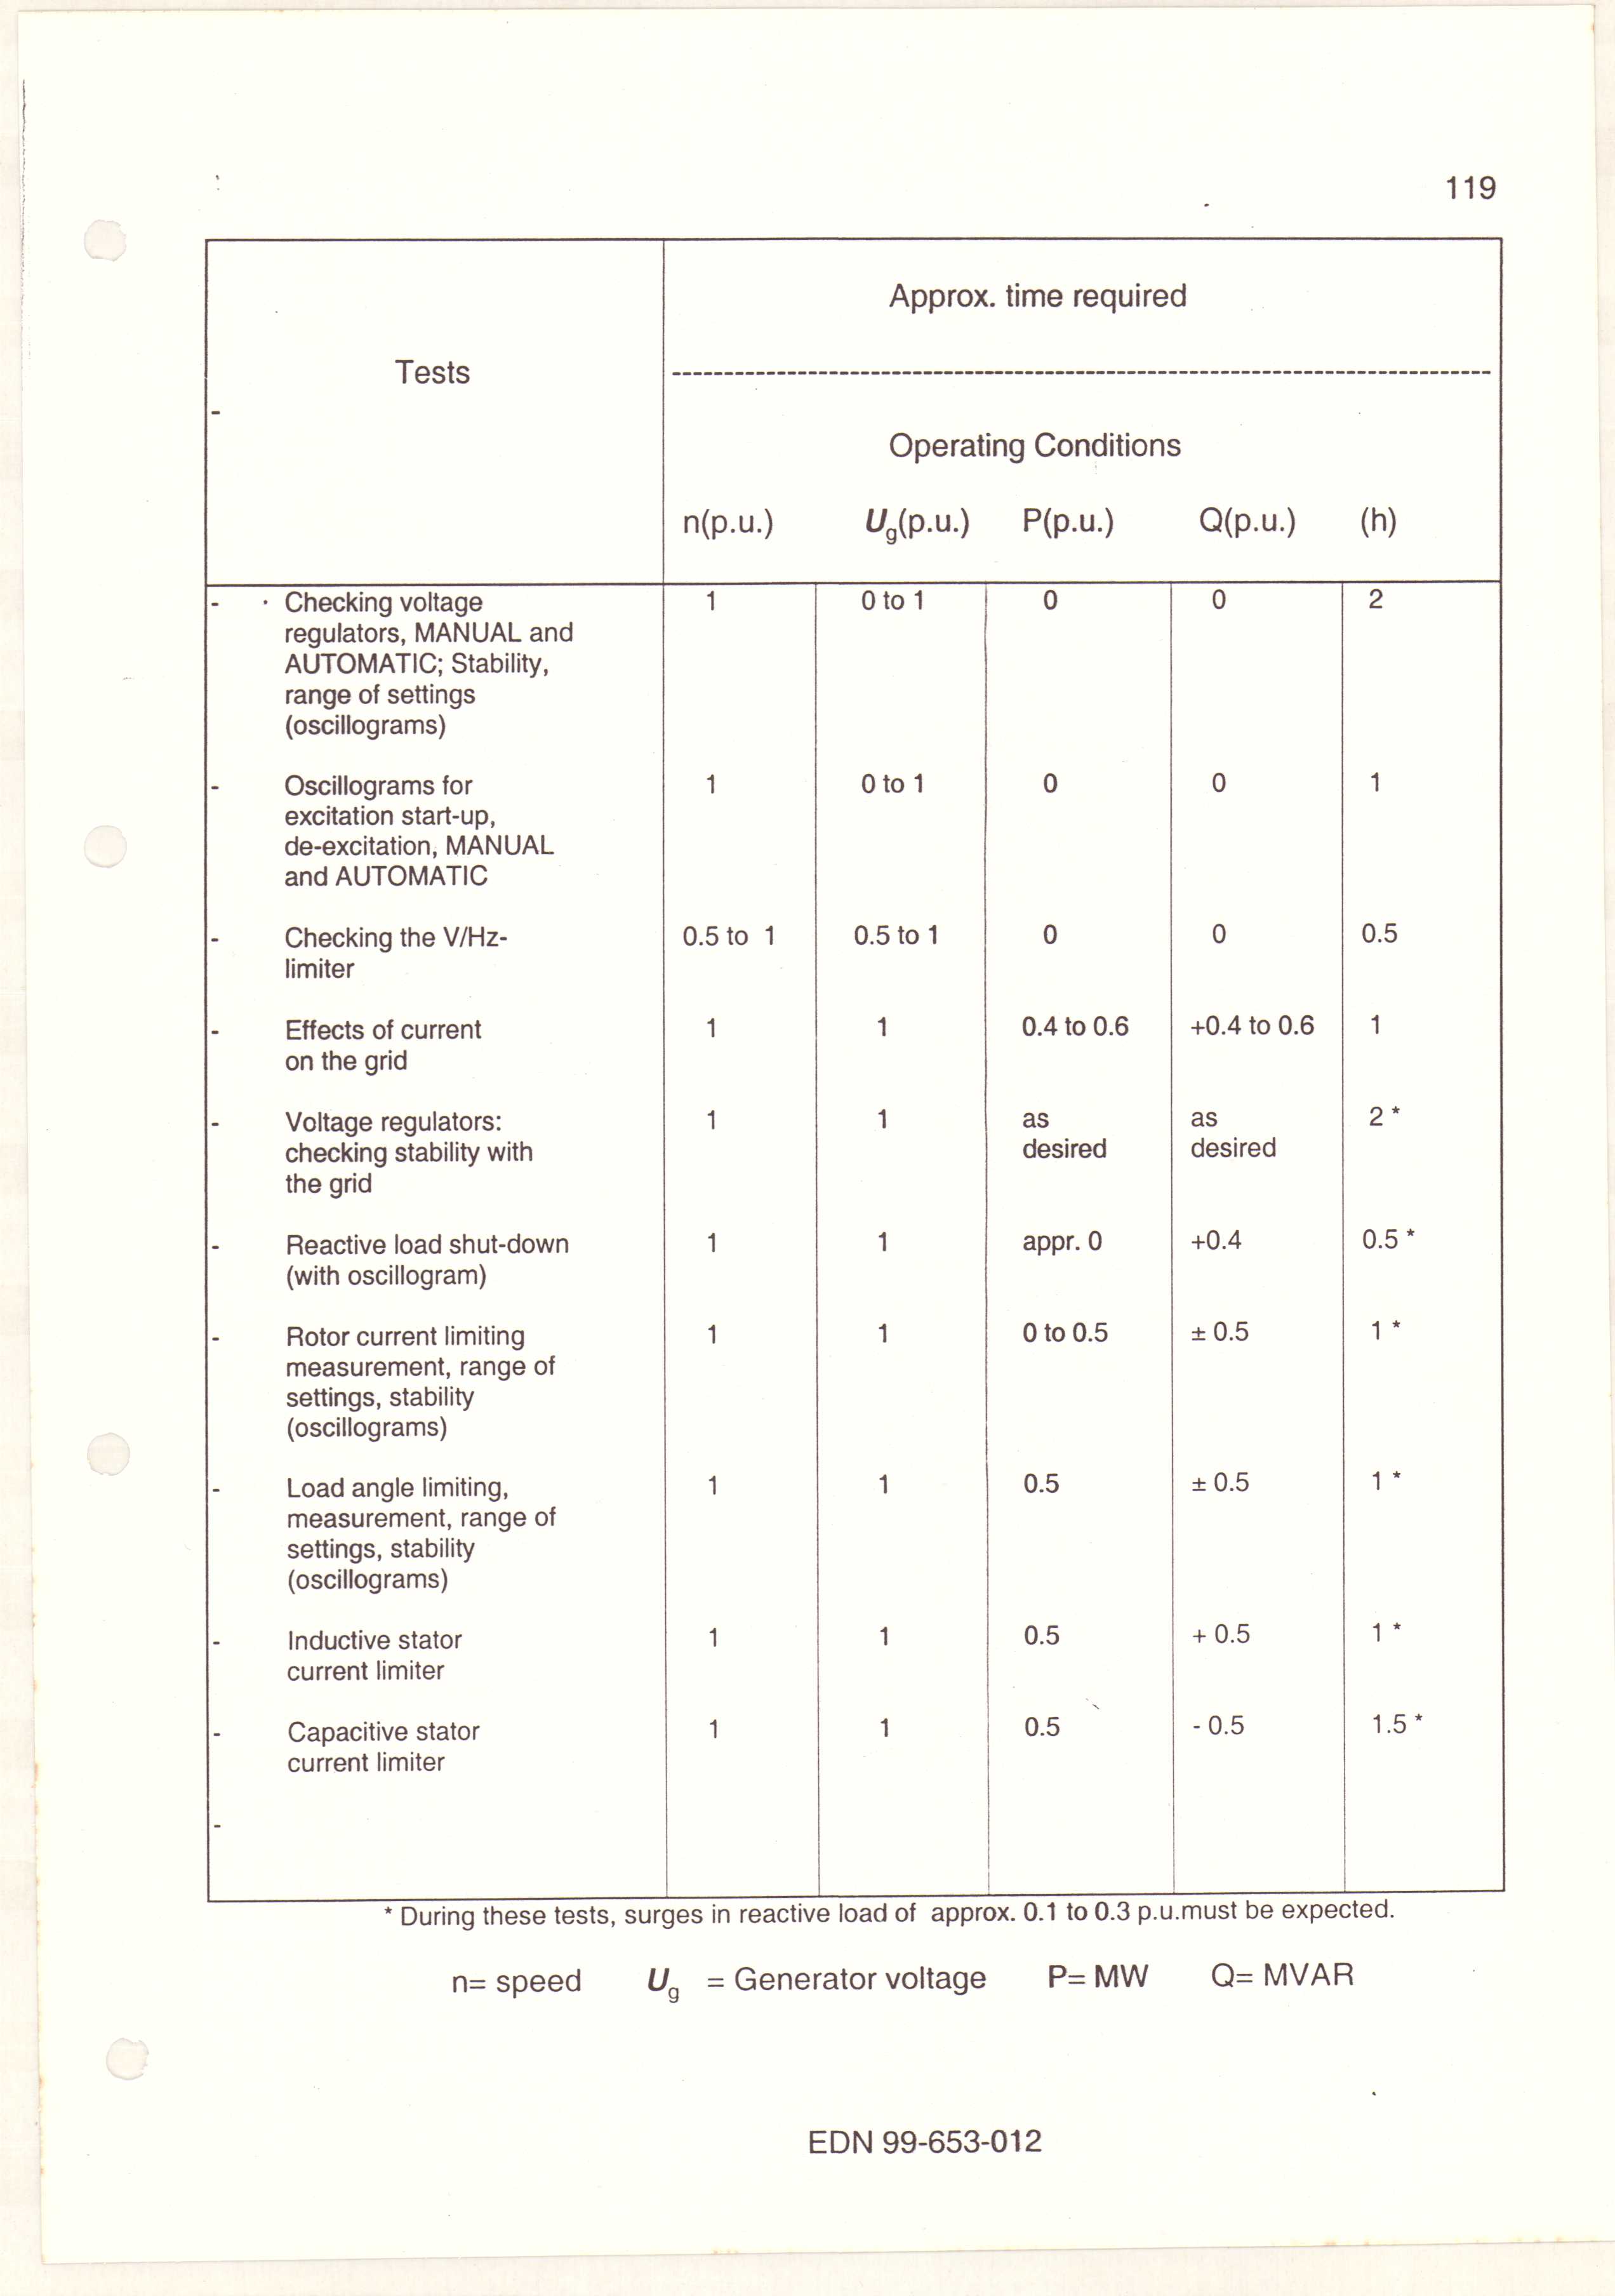 119
Approx. time required
Tests
--------------------------------------------------------------------------------
-
Operating Conditions
n(p.u.) Ug(p.u.) P(p.u.) Q(p.u.) (h)
- · Checking voltage 1 0 to 1 0 0 2
regulators, MANUAL and
AUTOMATIC; Stability,
range of settings
(oscillograms)
- Oscillograms for 1 0 to 1 0 0 1
excitation start-up,
de-excitation, MANUAL
and AUTOMATIC
- Checking the V/Hz- 0.5 to 1 0.5 to 1 0 0 0.5
limiter
- Effects of current 1 1 0.4 to 0.6 +0.4 to 0.6 1
on the grid
- Voltage regulators: 1 1 as as 2 *
checking stability with desired desired
the grid
- Reactive load shut-down 1 1 appr. 0 +0.4 0.5 *
(with oscillogram)
- Rotor current limiting 1 1 0 to 0.5 ± 0.5 1 *
measurement, range of
settings, stability
(oscillograms)
- Load angle limiting, 1 1 0.5 ± 0.5 1 *
measurement, range of
settings, stability
(oscillograms)
- Inductive stator 1 1 0.5 + 0.5 1 *
current limiter
- Capacitive stator 1 1 0.5 - 0.5 1.5 *
current limiter
-
* During these tests, surges in reactive load of approx. 0.1 to 0.3 p.u.must be expected.
n= speed Ug = Generator voltage P= MW Q= MVAR
EDN 99-653-012